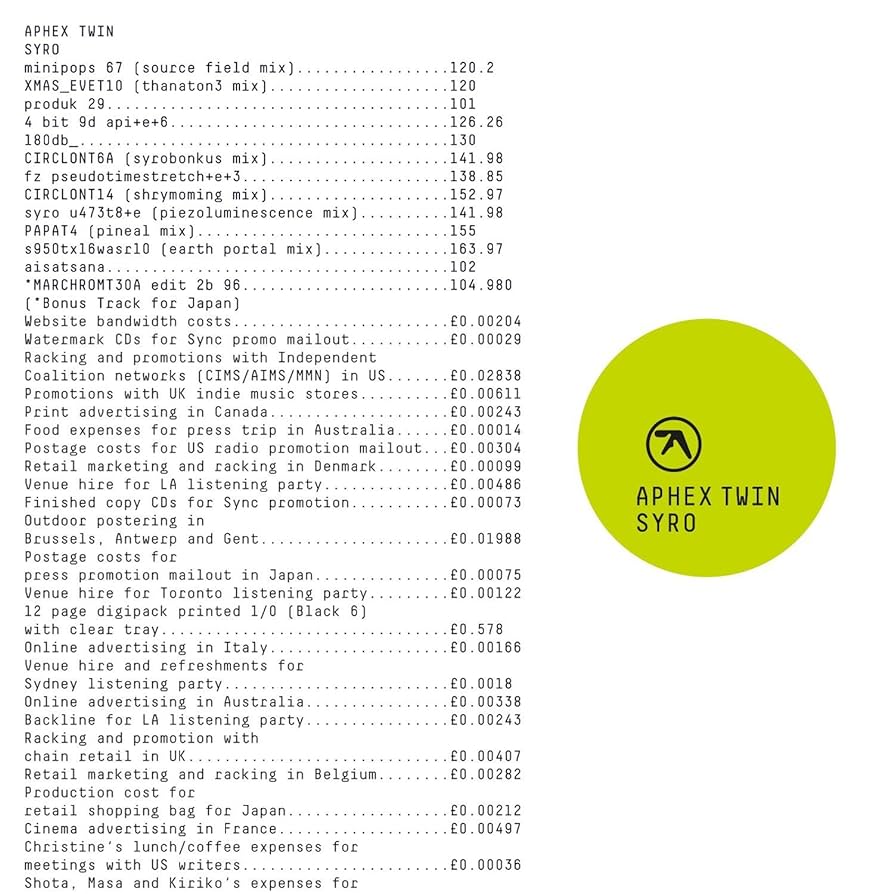 APHEX TWIN
SYRO
minipops 67 (source field mix).................120.2
XMAS_EVET10 (thanaton3 mix)....................120
produk 29......................................101
4 bit 9d api+e+6...............................126.26
180db_.........................................130
CIRCLONT6A (syrobonkus mix)....................141.98
fz pseudotimestretch+e+3.......................138.85
CIRCLONT14 (shrymoming mix)....................152.97
syro u473t8+e (piezoluminescence mix)..........141.98
PAPAT4 (pineal mix)............................155
s950tx16wasr10 (earth portal mix)..............163.97
aisatsana......................................102
*MARCHROMT30A edit 2b 96.......................104.980
(*Bonus Track for Japan)
Website bandwidth costs........................£0.00204
Watermark CDs for Sync promo mailout...........£0.00029
Racking and promotions with Independent
Coalition networks (CIMS/AIMS/MMN) in US.......£0.02838
Promotions with UK indie music stores..........£0.00611
Print advertising in Canada....................£0.00243
Food expenses for press trip in Australia......£0.00014
Postage costs for US radio promotion mailout...£0.00304
Retail marketing and racking in Denmark........£0.00099
Venue hire for LA listening party..............£0.00486
Finished copy CDs for Sync promotion...........£0.00073
Outdoor postering in
Brussels, Antwerp and Gent.....................£0.01988
Postage costs for
press promotion mailout in Japan...............£0.00075
Venue hire for Toronto listening party.........£0.00122
12 page digipack printed 1/0 (Black 6)
with clear tray................................£0.578
Online advertising in Italy....................£0.00166
Venue hire and refreshments for
Sydney listening party.........................£0.0018
Online advertising in Australia................£0.00338
Backline for LA listening party................£0.00243
Racking and promotion with
chain retail in UK.............................£0.00407
Retail marketing and racking in Belgium........£0.00282
Production cost for
retail shopping bag for Japan..................£0.00212
Cinema advertising in France...................£0.00497
Christine's lunch/coffee expenses for
meetings with US writers.......................£0.00036
Shota, Masa and Kiriko's expenses for
APHEX TWIN
SYRO